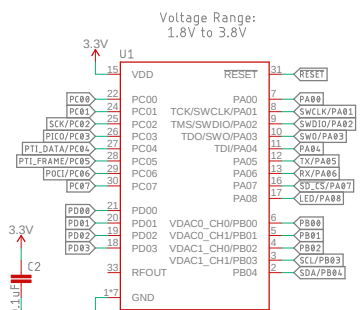 Voltage Range:
1.8V to 3.8V
3.3V
U1
15 VDD RESET 31 RESET
PC00 22 PC00 PA00 7 PA00
PC01 24 PC01 TCK/SWCLK/PA01 8 SWCLK/PA01
SCK/PC02 25 PC02 TMS/SWDIO/PA02 9 SWDIO/PA02
PICO/PC03 26 PC03 TDO/SWO/PA03 10 SWO/PA03
PTI_DATA/PC04 27 PC04 TDI/PA04 11 PA04
PTI_FRAME/PC05 28 PC05 PA05 12 TX/PA05
POCI/PC06 29 PC06 PA06 13 RX/PA06
PC07 30 PC07 PA07 16 SD_CS/PA07
PA08 17 LED/PA08
PD00 21 PD00
PD01 20 PD01 VDAC0_CH0/PB00 6 PB00
PD02 19 PD02 VDAC0_CH1/PB01 5 PB01
PD03 18 PD03 VDAC1_CH0/PB02 4 PB02
VDAC1_CH1/PB03 3 SCL/PB03
33 RFOUT PB04 2 SDA/PB04
3.3V
C2
1*7 GND
0.1uF